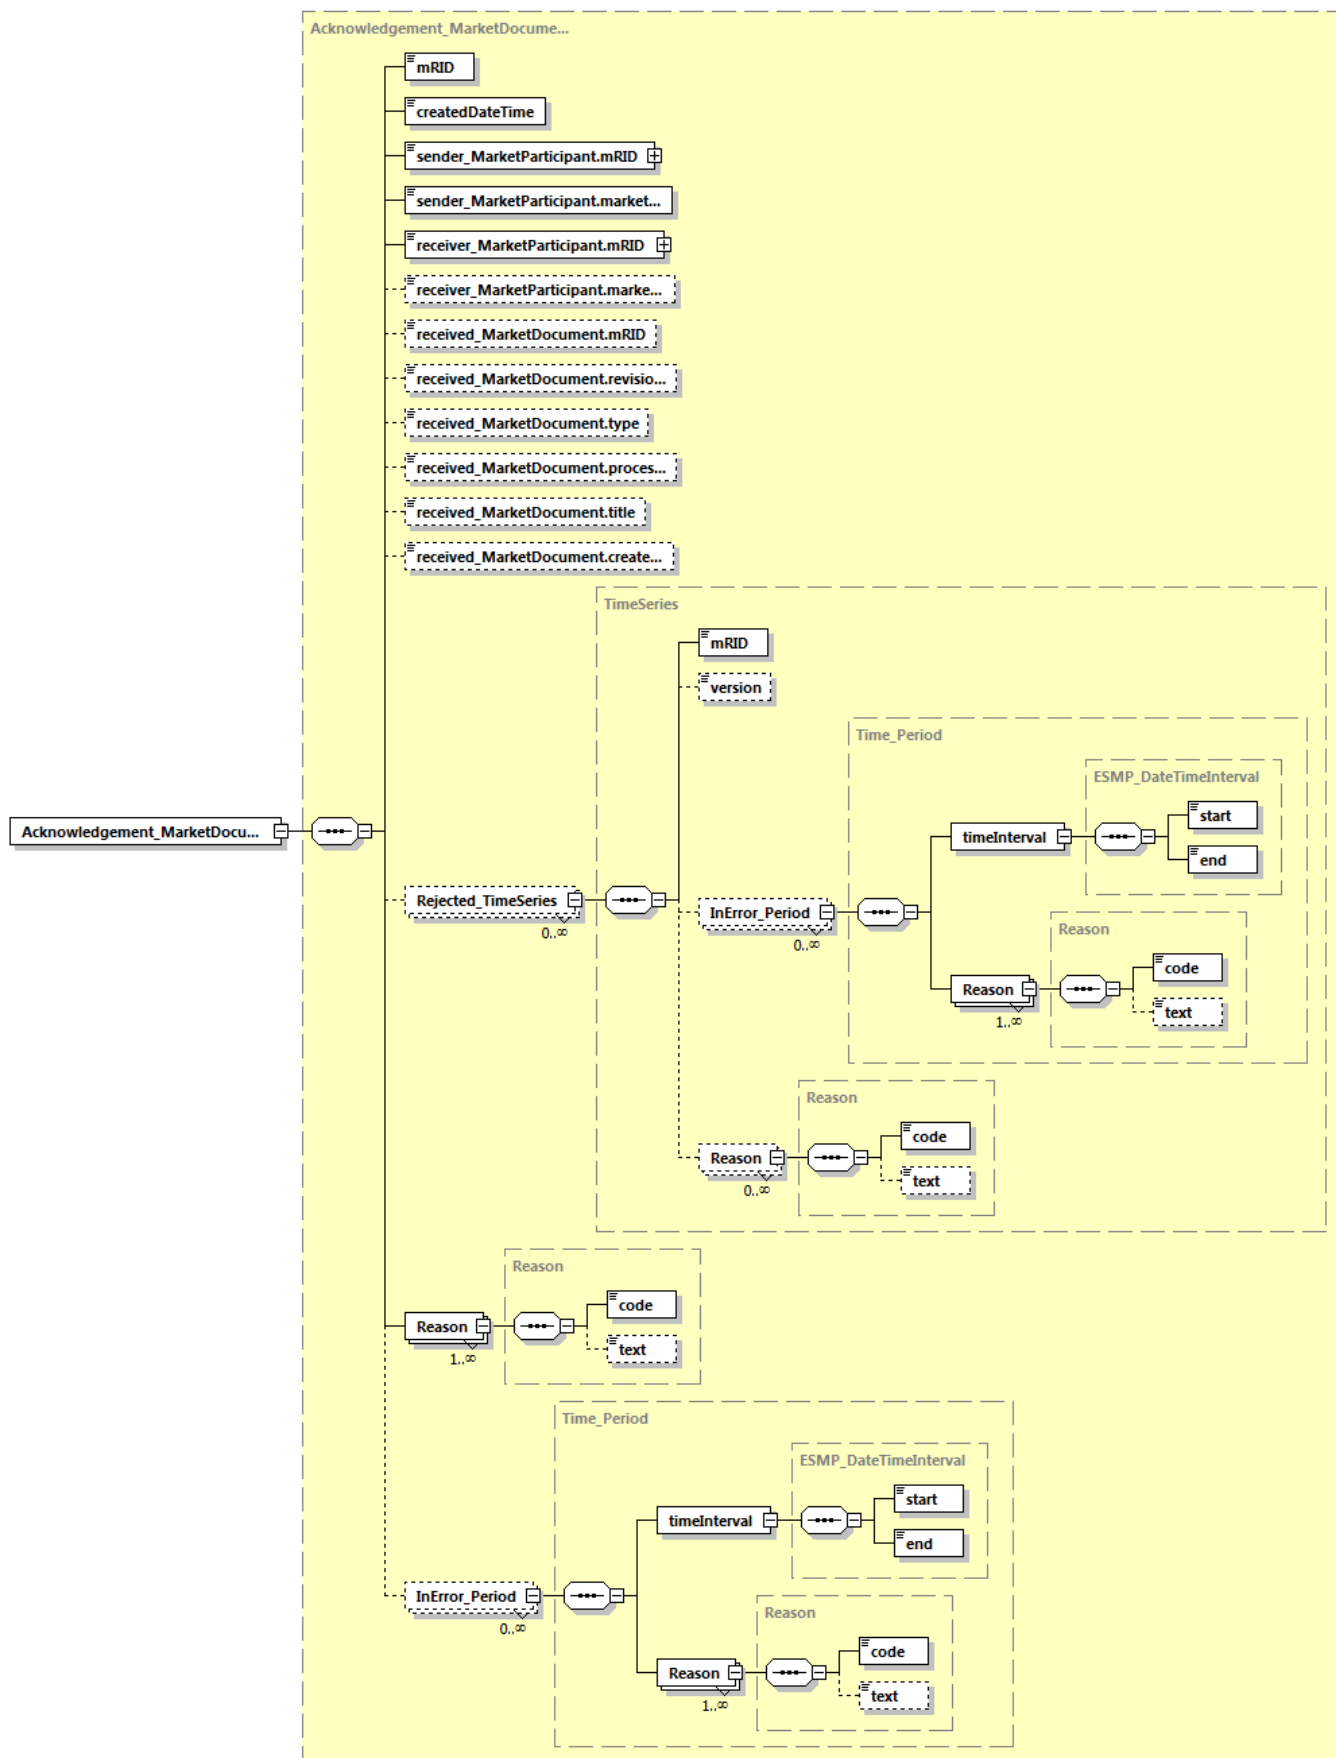 Acknowledgement_MarketDocume...
mRID
createdDateTime
sender_MarketParticipant.mRID
sender_MarketParticipant.market...
receiver_MarketParticipant.mRID
receiver_MarketParticipant.marke...
received_MarketDocument.mRID
received_MarketDocument.revisio...
received_MarketDocument.type
received_MarketDocument.proces...
received_MarketDocument.title
received_MarketDocument.create...
TimeSeries
mRID
version
Time_Period
ESMP_DateTimeInterval
start
Acknowledgement_MarketDocu...
timeInterval
end
Rejected_TimeSeries
0..∞
InError_Period
0..∞
Reason
code
Reason
1..∞
text
Reason
code
Reason
0..∞
text
Reason
code
Reason
1..∞
text
Time_Period
ESMP_DateTimeInterval
start
timeInterval
end
InError_Period
0..∞
Reason
code
Reason
1..∞
text